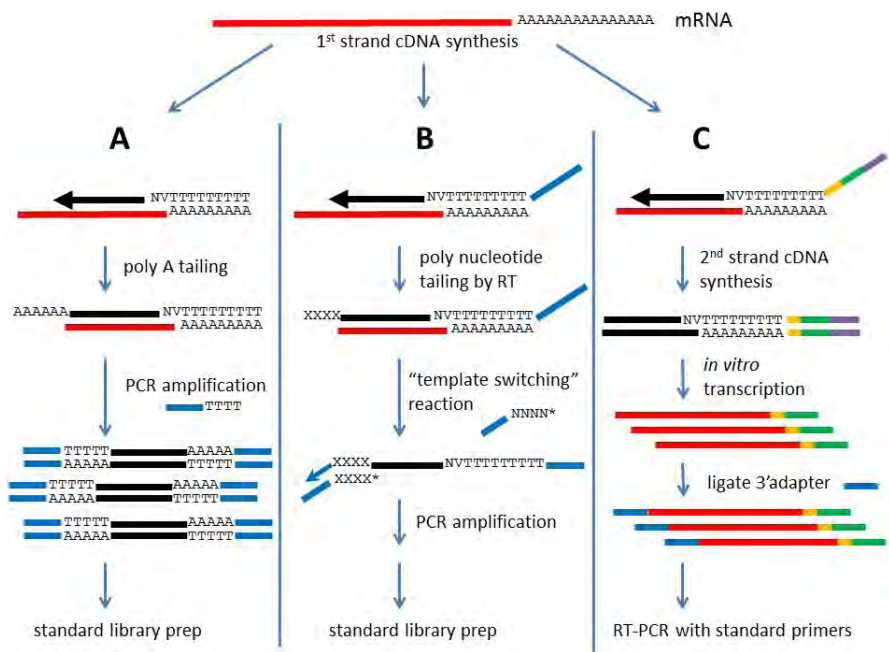 AAAAAAAAAAAAAAA mRNA
1st strand cDNA synthesis
A
NVTTTTTTTTT
AAAAAAAAA
poly A tailing
AAAAAA NVTTTTTTTTT
AAAAAAAAA
PCR amplification
TTTT
TTTTT AAAAA
AAAAA TTTTT
TTTTT AAAAA
AAAAA TTTTT
TTTTT AAAAA
AAAAA TTTTT
standard library prep
B
NVTTTTTTTTT
AAAAAAAAA
poly nucleotide
tailing by RT
XXXX NVTTTTTTTTT
AAAAAAAAA
“template switching”
reaction
NNNN*
XXXX NVTTTTTTTTT
XXXX*
PCR amplification
standard library prep
C
NVTTTTTTTTT
AAAAAAAAA
2nd strand cDNA
synthesis
NVTTTTTTTTT
AAAAAAAAA
in vitro
transcription
ligate 3’adapter
RT-PCR with standard primers